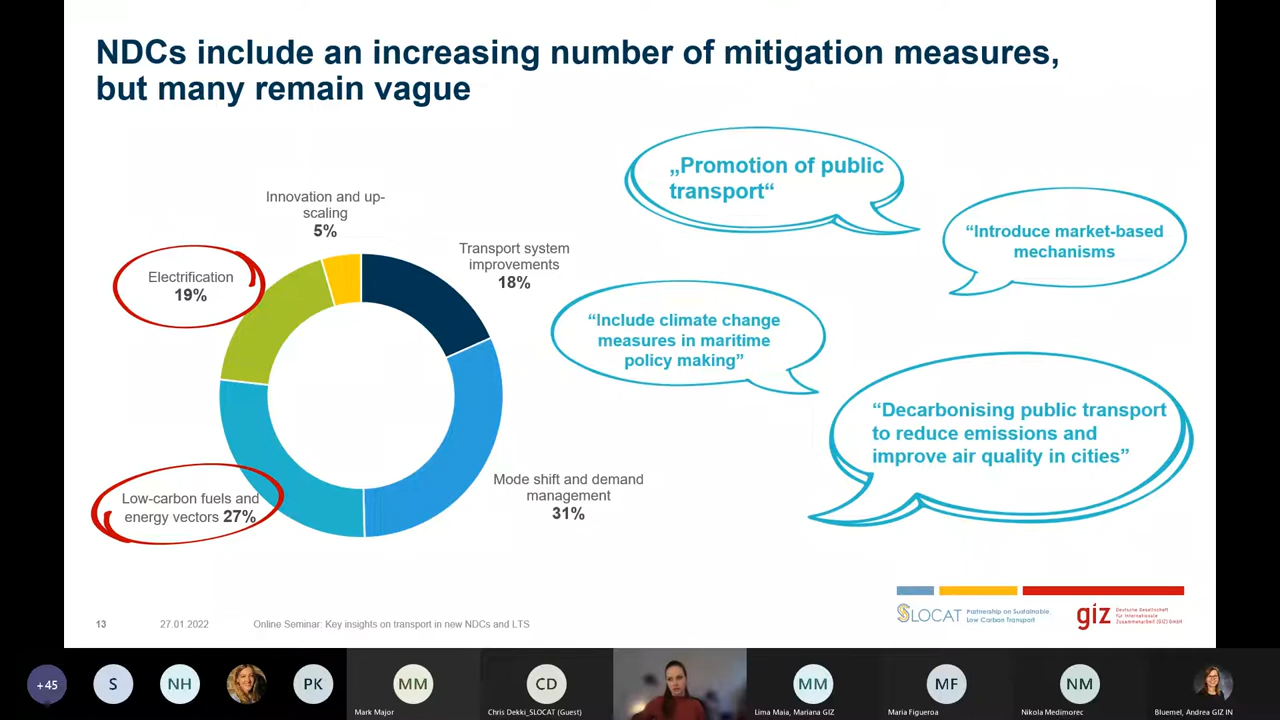 NDCs include an increasing number of mitigation measures,
but many remain vague
Innovation and up-
scaling
5%
Transport system
improvements
18%
Electrification
19%
Low-carbon fuels and
energy vectors 27%
Mode shift and demand
management
31%
„Promotion of public
transport“
“Introduce market-based
mechanisms
“Include climate change
measures in maritime
policy making”
“Decarbonising public transport
to reduce emissions and
improve air quality in cities”
SLOCAT
Partnership on Sustainable,
Low Carbon Transport
giz
Deutsche Gesellschaft
für Internationale
Zusammenarbeit (GIZ) GmbH
13
27.01.2022
Online Seminar: Key insights on transport in new NDCs and LTS
+45
S
NH
PK
MM
Mark Major
CD
Chris Dekki_SLOCAT (Guest)
MM
Lima Maia, Mariana GIZ
MF
Maria Figueroa
NM
Nikola Medimorec
Bluemel, Andrea GIZ IN